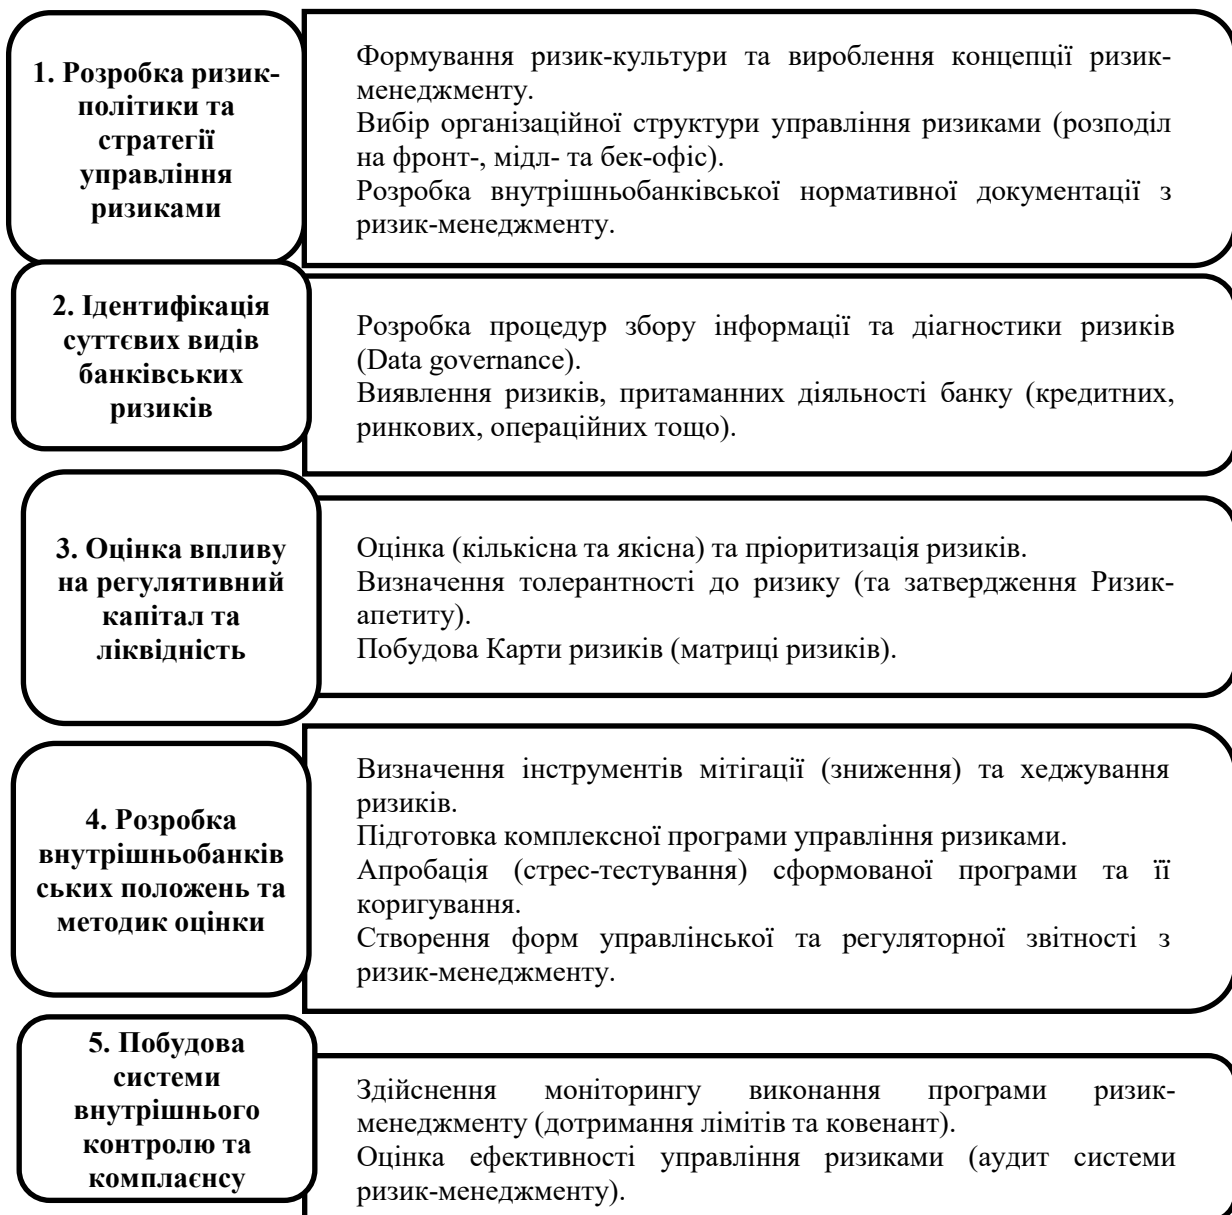 1. Розробка ризик-
політики та
стратегії
управління
ризиками
Формування ризик-культури та вироблення концепції ризик-
менеджменту.
Вибір організаційної структури управління ризиками (розподіл
на фронт-, мідл- та бек-офіс).
Розробка внутрішньобанківської нормативної документації з
ризик-менеджменту.
2. Ідентифікація
суттєвих видів
банківських
ризиків
Розробка процедур збору інформації та діагностики ризиків
(Data governance).
Виявлення ризиків, притаманних діяльності банку (кредитних,
ринкових, операційних тощо).
3. Оцінка впливу
на регулятивний
капітал та
ліквідність
Оцінка (кількісна та якісна) та пріоритизація ризиків.
Визначення толерантності до ризику (та затвердження Ризик-
апетиту).
Побудова Карти ризиків (матриці ризиків).
4. Розробка
внутрішньобанків
ських положень та
методик оцінки
Визначення інструментів мітігації (зниження) та хеджування
ризиків.
Підготовка комплексної програми управління ризиками.
Апробація (стрес-тестування) сформованої програми та її
коригування.
Створення форм управлінської та регуляторної звітності з
ризик-менеджменту.
5. Побудова
системи
внутрішнього
контролю та
комплаєнсу
Здійснення моніторингу виконання програми ризик-
менеджменту (дотримання лімітів та ковенант).
Оцінка ефективності управління ризиками (аудит системи
ризик-менеджменту).